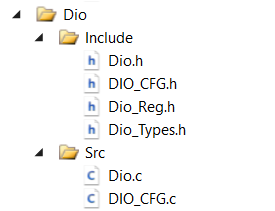 Dio
Include
Dio.h
DIO_CFG.h
Dio_Reg.h
Dio_Types.h
Src
Dio.c
DIO_CFG.c